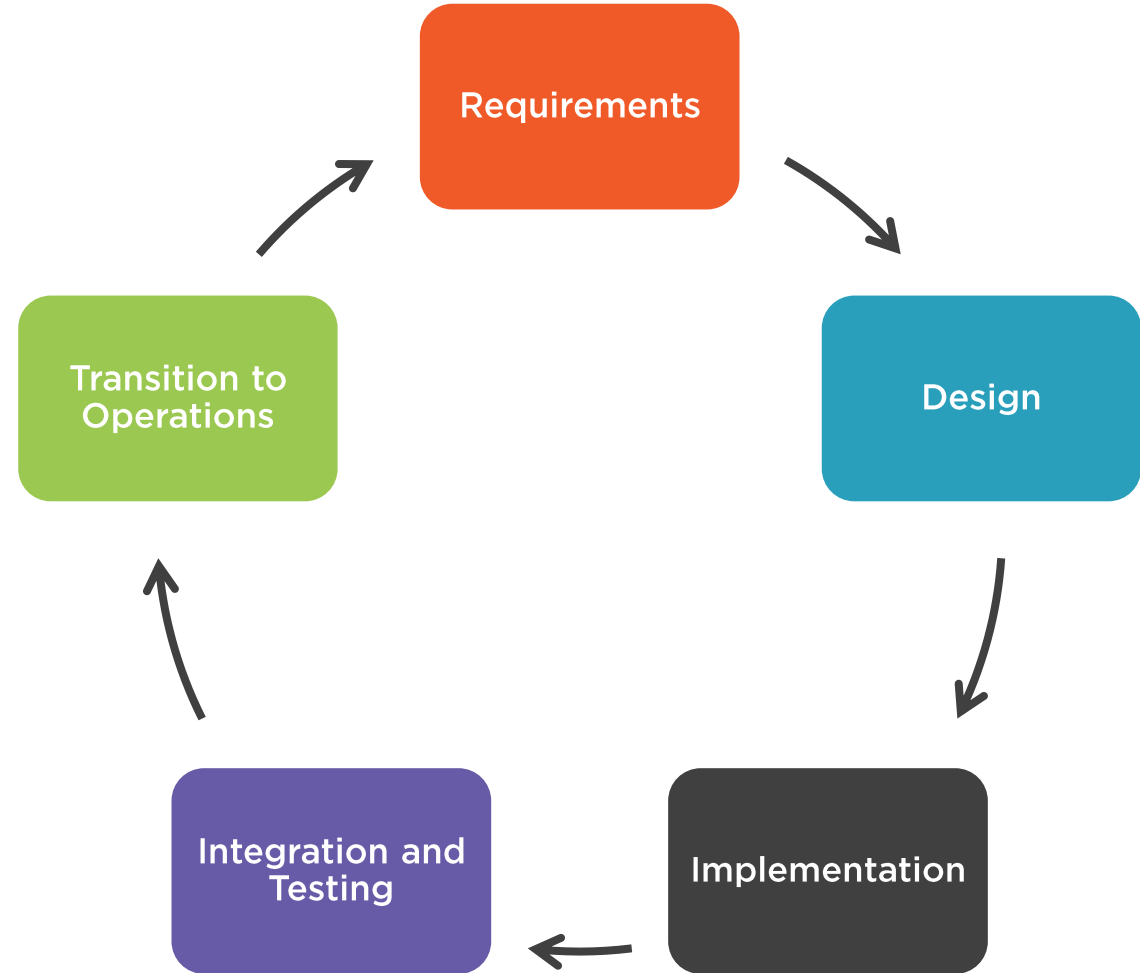 Requirements
Design
Implementation
Integration and
Testing
Transition to
Operations